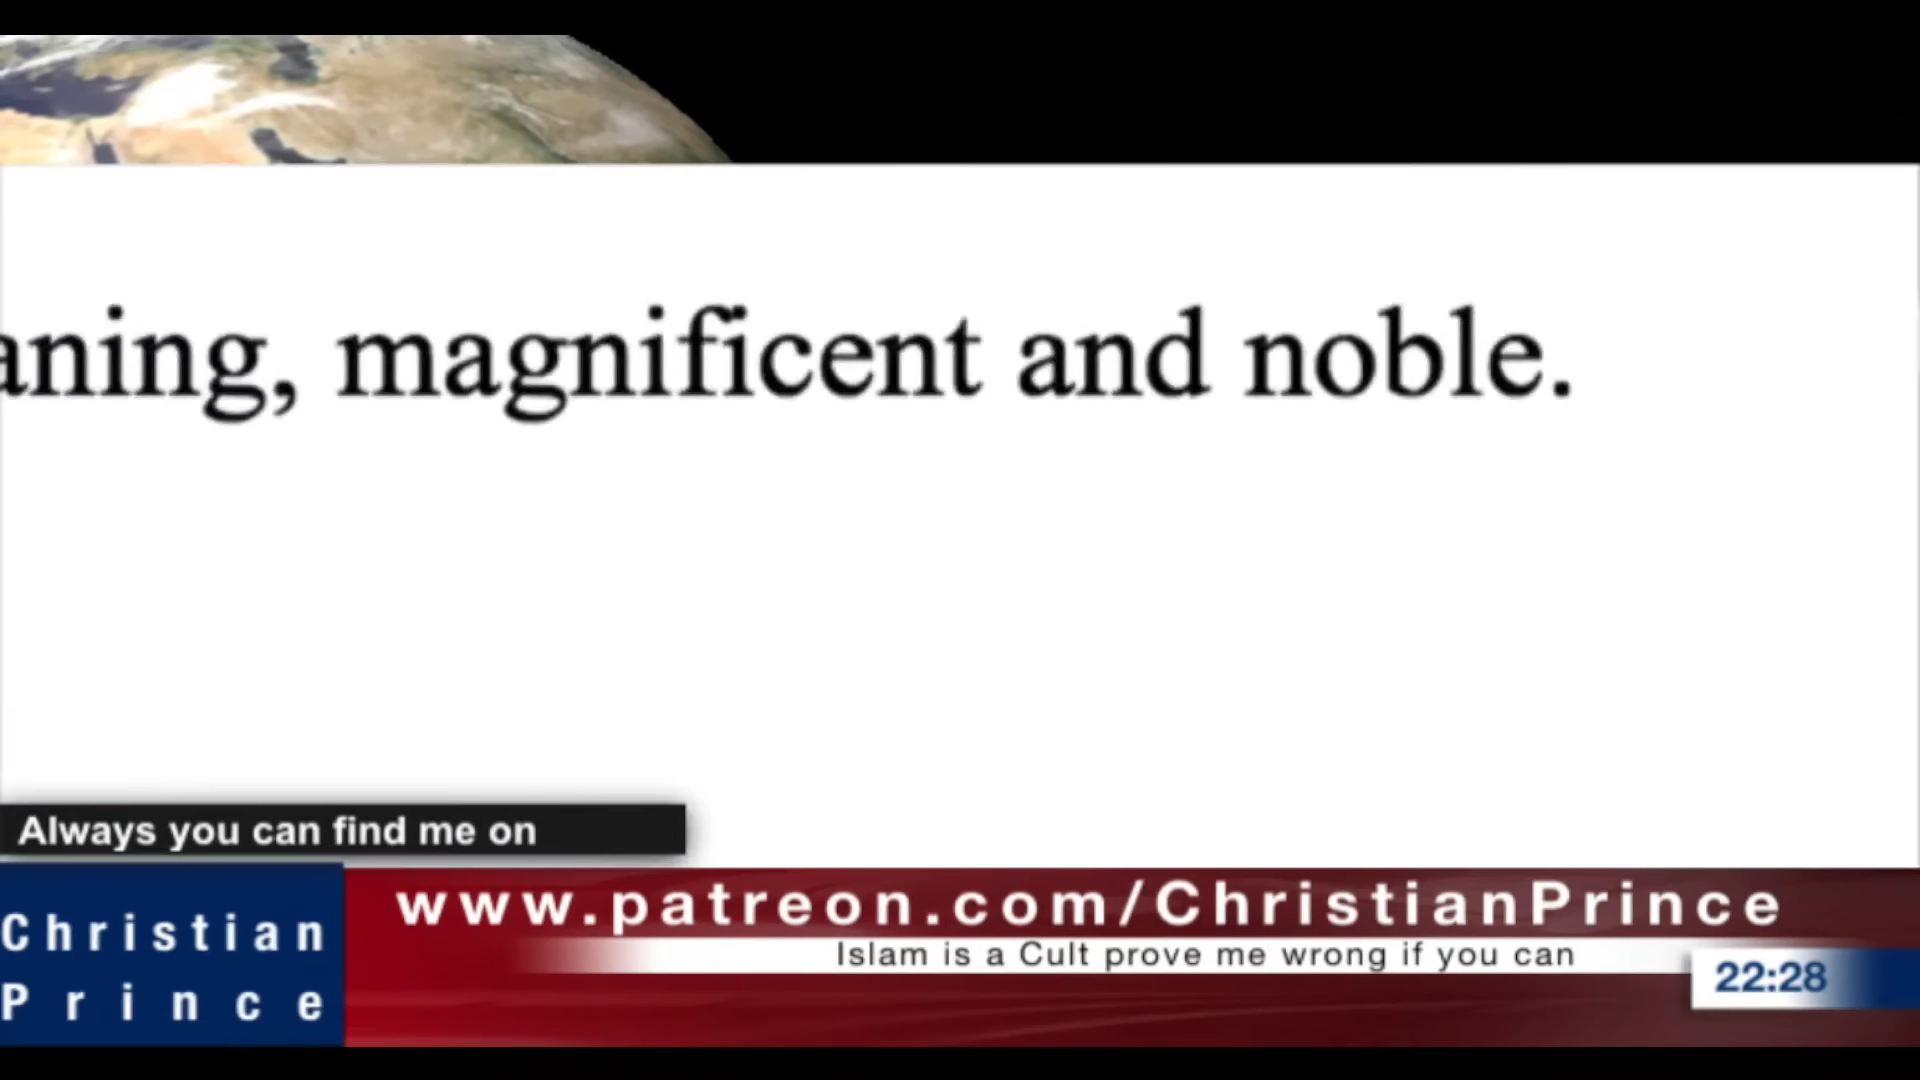 magnificent and noble.
Always you can find me on
Christian
Prince
www.patreon.com/ChristianPrince
Islam is a Cult prove me wrong if you can
22:28